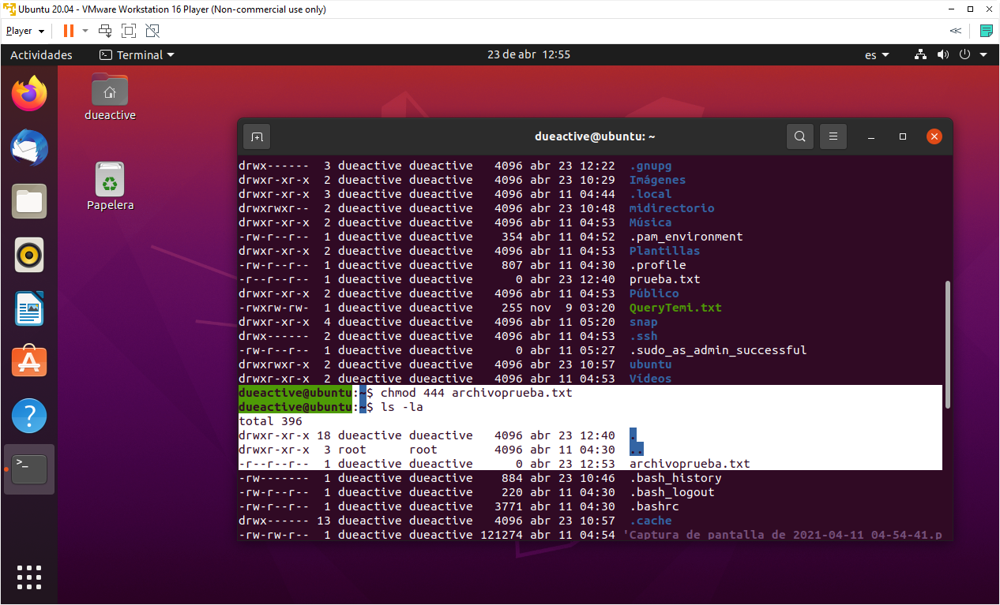 Ubuntu 20.04 - VMware Workstation 16 Player (Non-commercial use only)
Player
Actividades
Terminal
23 de abr 12:55
es
dueactive
Papelera
dueactive@ubuntu: ~
drwx------  3 dueactive dueactive   4096 abr 23 12:22  .gnupg
drwxr-xr-x  2 dueactive dueactive   4096 abr 23 10:29  Imágenes
drwxr-xr-x  3 dueactive dueactive   4096 abr 11 04:44  .local
drwxrwxr--  2 dueactive dueactive   4096 abr 23 10:48  midirectorio
drwxr-xr-x  2 dueactive dueactive   4096 abr 11 04:53  Música
-rw-r--r--  1 dueactive dueactive    354 abr 11 04:52  .pam_environment
drwxr-xr-x  2 dueactive dueactive   4096 abr 11 04:53  Plantillas
-rw-r--r--  1 dueactive dueactive    807 abr 11 04:30  .profile
-r--r--r--  1 dueactive dueactive      0 abr 23 12:40  prueba.txt
drwxr-xr-x  2 dueactive dueactive   4096 abr 11 04:53  Público
-rwxrw-rw-  1 dueactive dueactive    255 nov  9 03:20  QueryTemi.txt
drwxr-xr-x  4 dueactive dueactive   4096 abr 11 05:20  snap
drwx------  2 dueactive dueactive   4096 abr 11 04:53  .ssh
-rw-r--r--  1 dueactive dueactive      0 abr 11 05:27  .sudo_as_admin_successful
drwxrwxr-x  2 dueactive dueactive   4096 abr 23 10:57  ubuntu
drwxr-xr-x  2 dueactive dueactive   4096 abr 11 04:53  Vídeos
dueactive@ubuntu:~$ chmod 444 archivoprueba.txt
dueactive@ubuntu:~$ ls -la
total 396
drwxr-xr-x 18 dueactive dueactive   4096 abr 23 12:40  .
drwxr-xr-x  3 root      root        4096 abr 11 04:30  ..
-r--r--r--  1 dueactive dueactive      0 abr 23 12:53  archivoprueba.txt
-rw-------  1 dueactive dueactive    884 abr 23 10:46  .bash_history
-rw-r--r--  1 dueactive dueactive    220 abr 11 04:30  .bash_logout
-rw-r--r--  1 dueactive dueactive   3771 abr 11 04:30  .bashrc
drwx------ 13 dueactive dueactive   4096 abr 23 10:57  .cache
-rw-rw-r--  1 dueactive dueactive 121274 abr 11 04:54 'Captura de pantalla de 2021-04-11 04-54-41.p